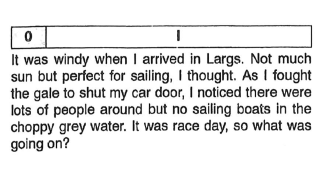 0 I
It was windy when I arrived in Largs. Not much
sun but perfect for sailing, I thought. As I fought
the gale to shut my car door, I noticed there were
lots of people around but no sailing boats in the
choppy grey water. It was race day, so what was
going on?